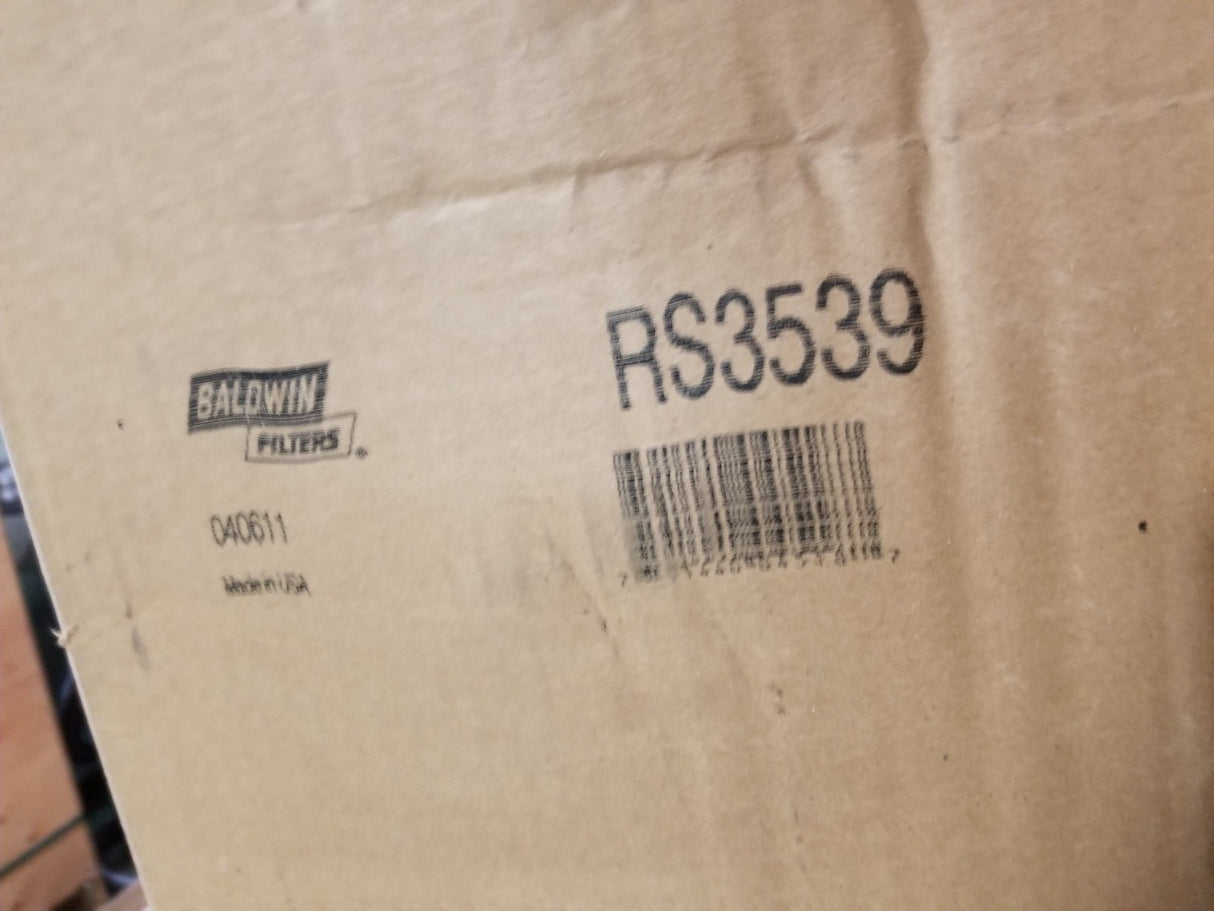 RS3539
BALDWIN
FILTERS®
040611
Made in USA